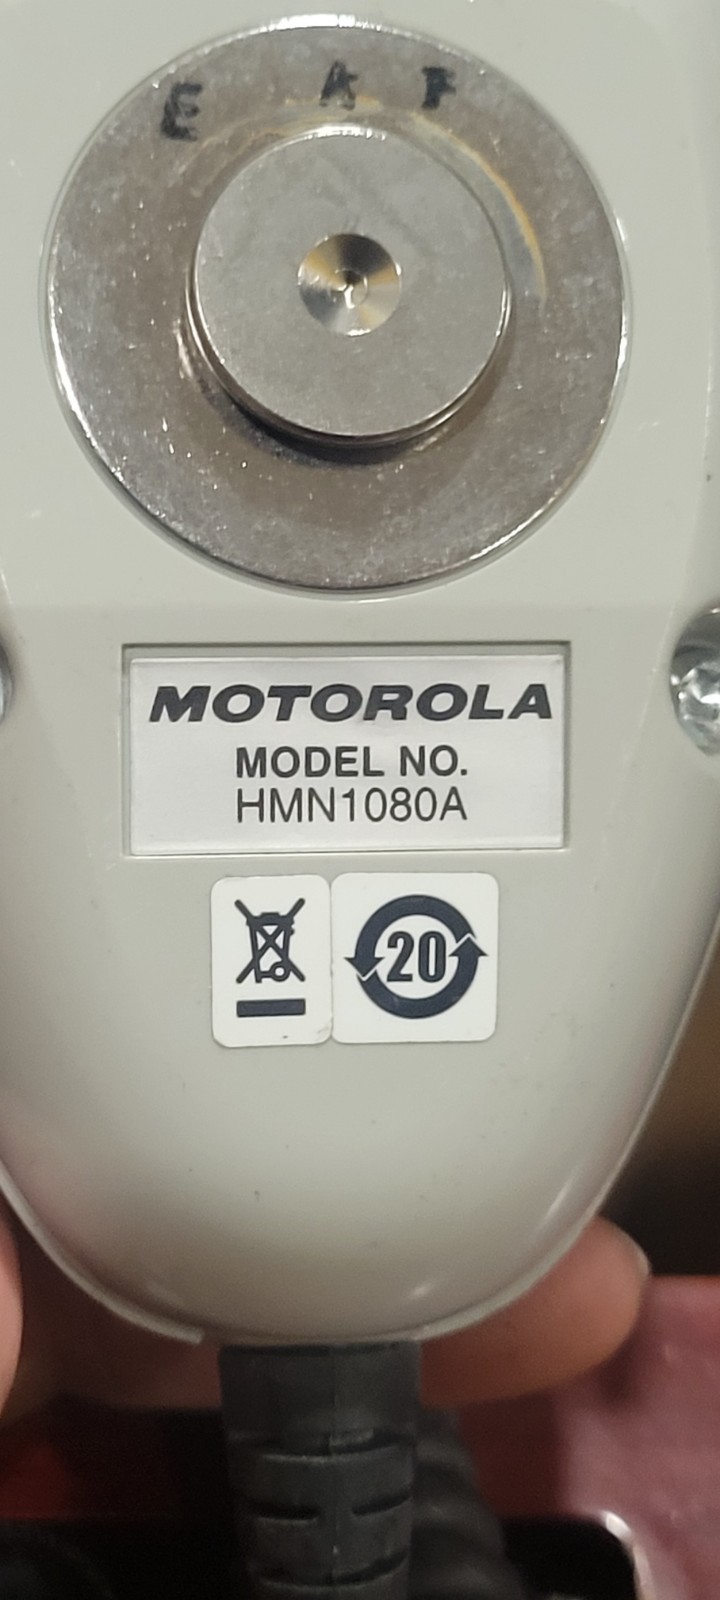 E A F
MOTOROLA
MODEL NO.
HMN1080A
20